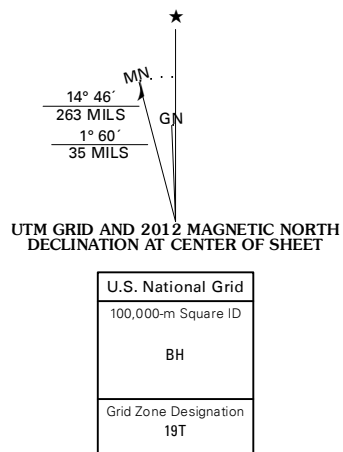 ★
MN
14° 46´
263 MILS
GN
1° 60´
35 MILS
UTM GRID AND 2012 MAGNETIC NORTH
DECLINATION AT CENTER OF SHEET
U.S. National Grid
100,000-m Square ID
BH
Grid Zone Designation
19T